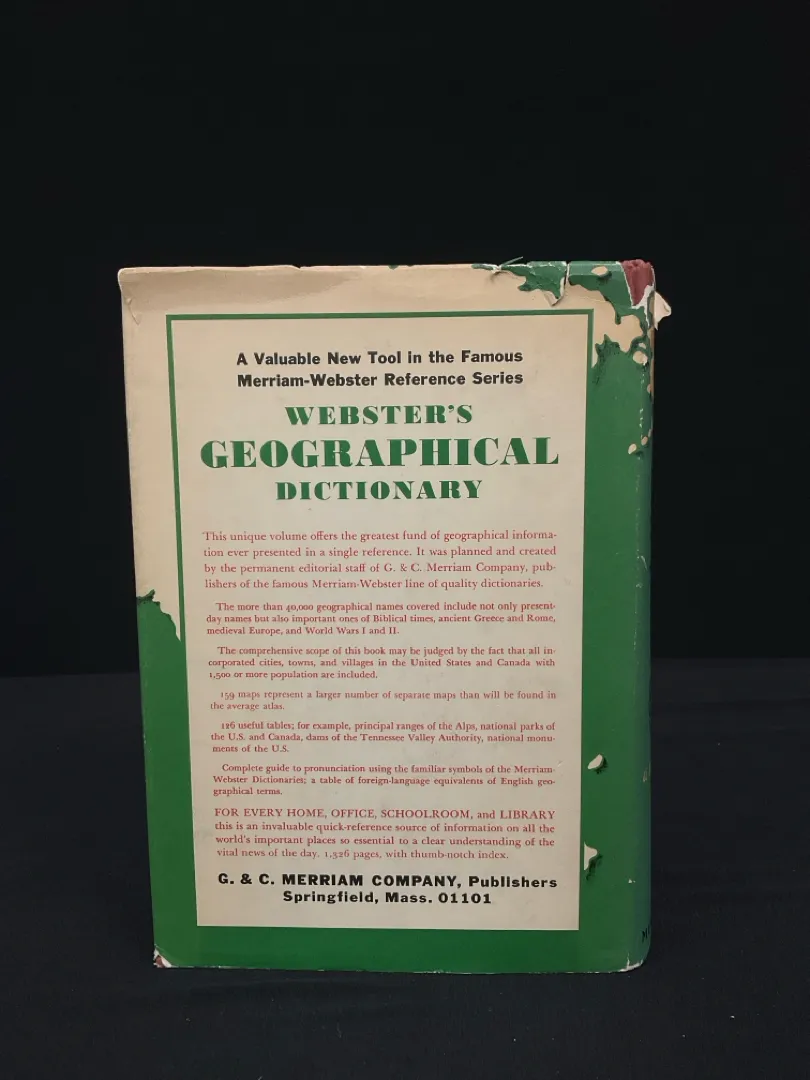 A Valuable New Tool in the Famous
Merriam-Webster Reference Series
WEBSTER'S
GEOGRAPHICAL
DICTIONARY
This unique volume offers the greatest fund of geographical informa-
tion ever presented in a single reference. It was planned and created
by the permanent editorial staff of G. & C. Merriam Company, pub-
lishers of the famous Merriam-Webster line of quality dictionaries.
The more than 40,000 geographical names covered include not only present-
day names but also important ones of Biblical times, ancient Greece and Rome,
medieval Europe, and World Wars I and II.
The comprehensive scope of this book may be judged by the fact that all in-
corporated cities, towns, and villages in the United States and Canada with
1,500 or more population are included.
159 maps represent a larger number of separate maps than will be found in
the average atlas.
126 useful tables; for example, principal ranges of the Alps, national parks of
the U.S. and Canada, dams of the Tennessee Valley Authority, national monu-
ments of the U.S.
Complete guide to pronunciation using the familiar symbols of the Merriam-
Webster Dictionaries; a table of foreign-language equivalents of English geo-
graphical terms.
FOR EVERY HOME, OFFICE, SCHOOLROOM, and LIBRARY
this is an invaluable quick-reference source of information on all the
world's important places so essential to a clear understanding of the
vital news of the day. 1,326 pages, with thumb-notch index.
G. & C. MERRIAM COMPANY, Publishers
Springfield, Mass. 01101